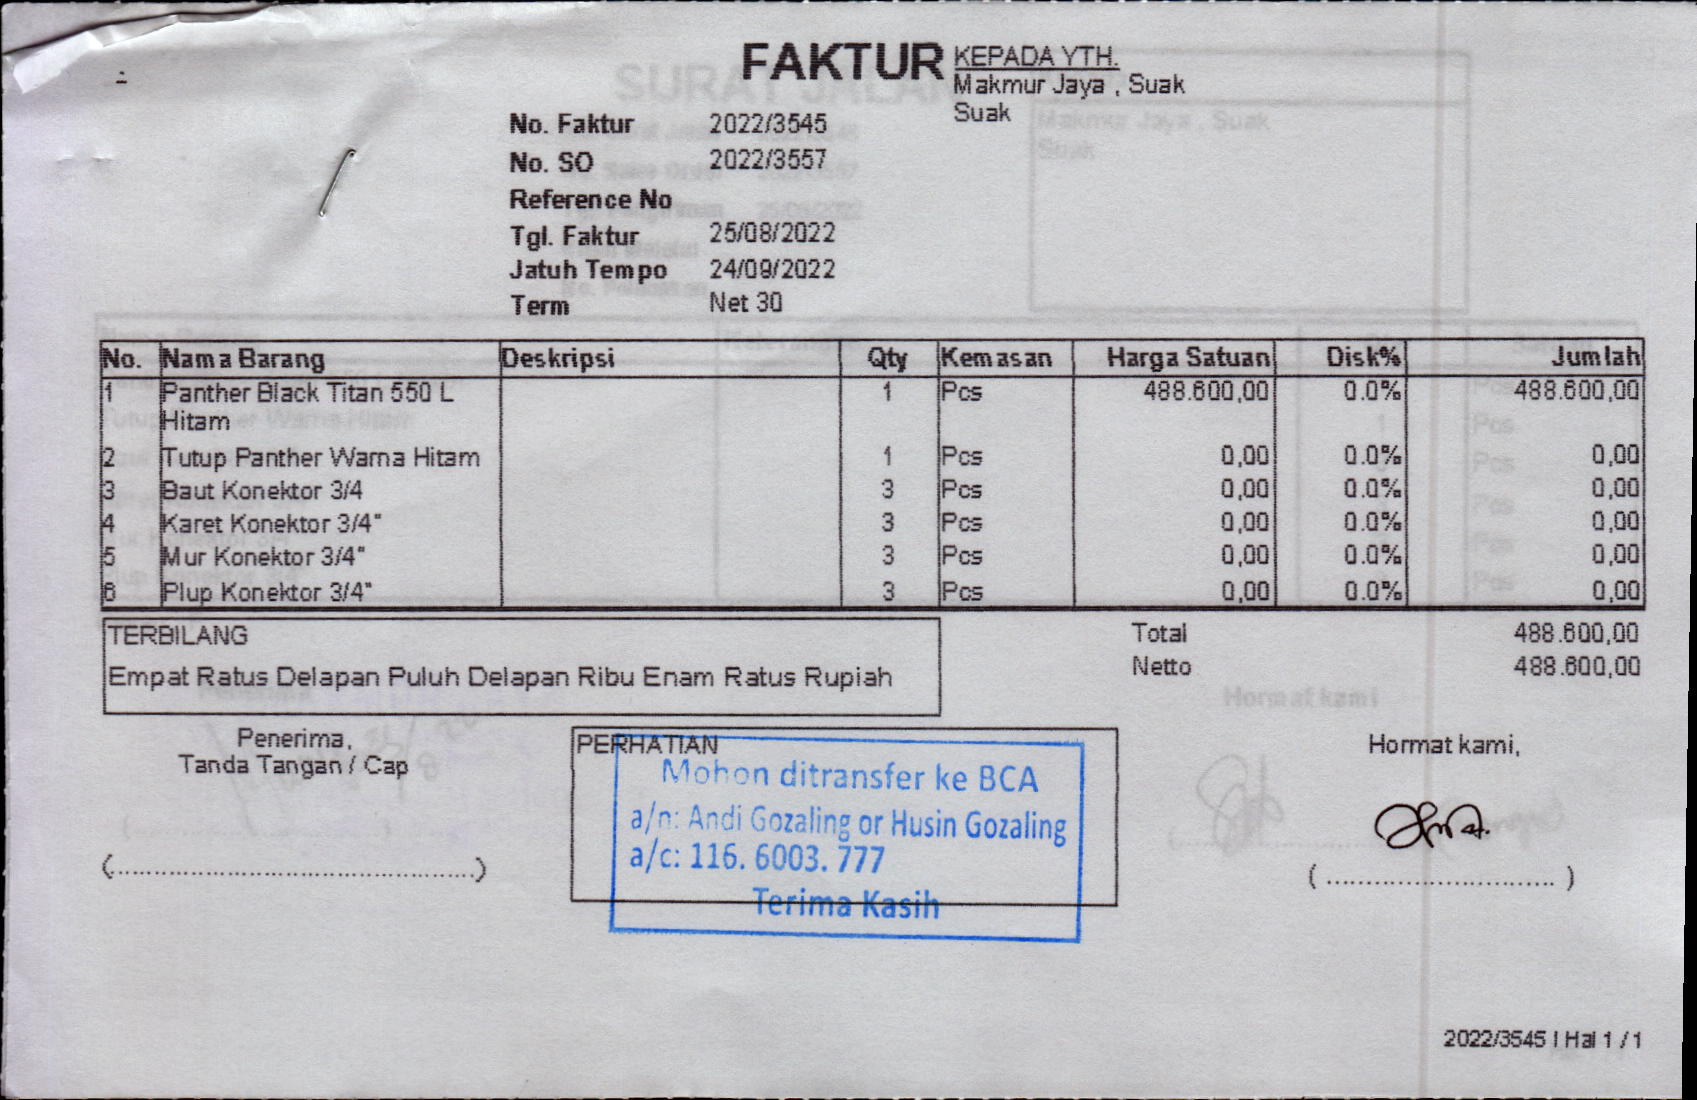 FAKTUR
KEPADA YTH.
Makmur Jaya , Suak
Suak
No. Faktur 2022/3545
No. SO 2022/3557
Reference No
Tgl. Faktur 25/08/2022
Jatuh Tempo 24/09/2022
Term Net 30
No. Nama Barang Deskripsi Qty Kemasan Harga Satuan Disk% Jumlah
1 Panther Black Titan 550 L 1 Pcs 488.600,00 0.0% 488.600,00
Hitam
2 Tutup Panther Warna Hitam 1 Pcs 0,00 0.0% 0,00
3 Baut Konektor 3/4 3 Pcs 0,00 0.0% 0,00
4 Karet Konektor 3/4" 3 Pcs 0,00 0.0% 0,00
5 Mur Konektor 3/4" 3 Pcs 0,00 0.0% 0,00
6 Plup Konektor 3/4" 3 Pcs 0,00 0.0% 0,00
TERBILANG
Empat Ratus Delapan Puluh Delapan Ribu Enam Ratus Rupiah
Total 488.600,00
Netto 488.600,00
Penerima,
Tanda Tangan / Cap
(..............................................)
PERHATIAN
Mohon ditransfer ke BCA
a/n: Andi Gozaling or Husin Gozaling
a/c: 116. 6003. 777
Terima Kasih
Hormat kami,
( ............................. )
2022/3545 | Hal 1 / 1